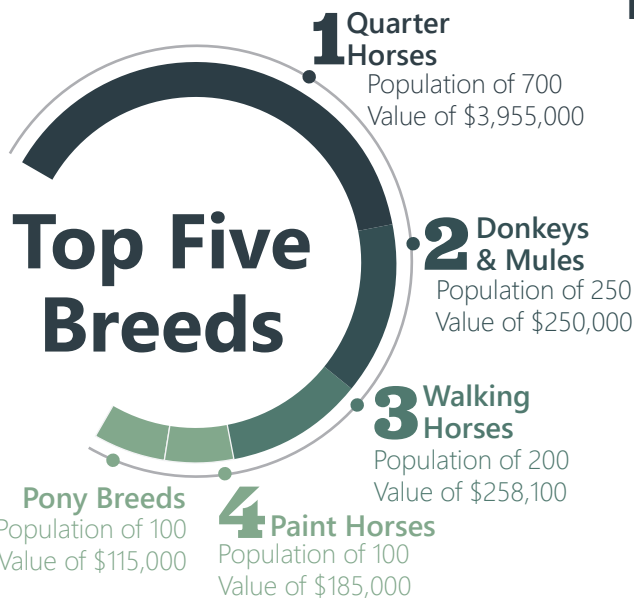 1 Quarter
Horses
Population of 700
Value of $3,955,000
Top Five
Breeds
2 Donkeys
& Mules
Population of 250
Value of $250,000
3 Walking
Horses
Population of 200
Value of $258,100
4 Paint Horses
Population of 100
Value of $185,000
Pony Breeds
Population of 100
Value of $115,000